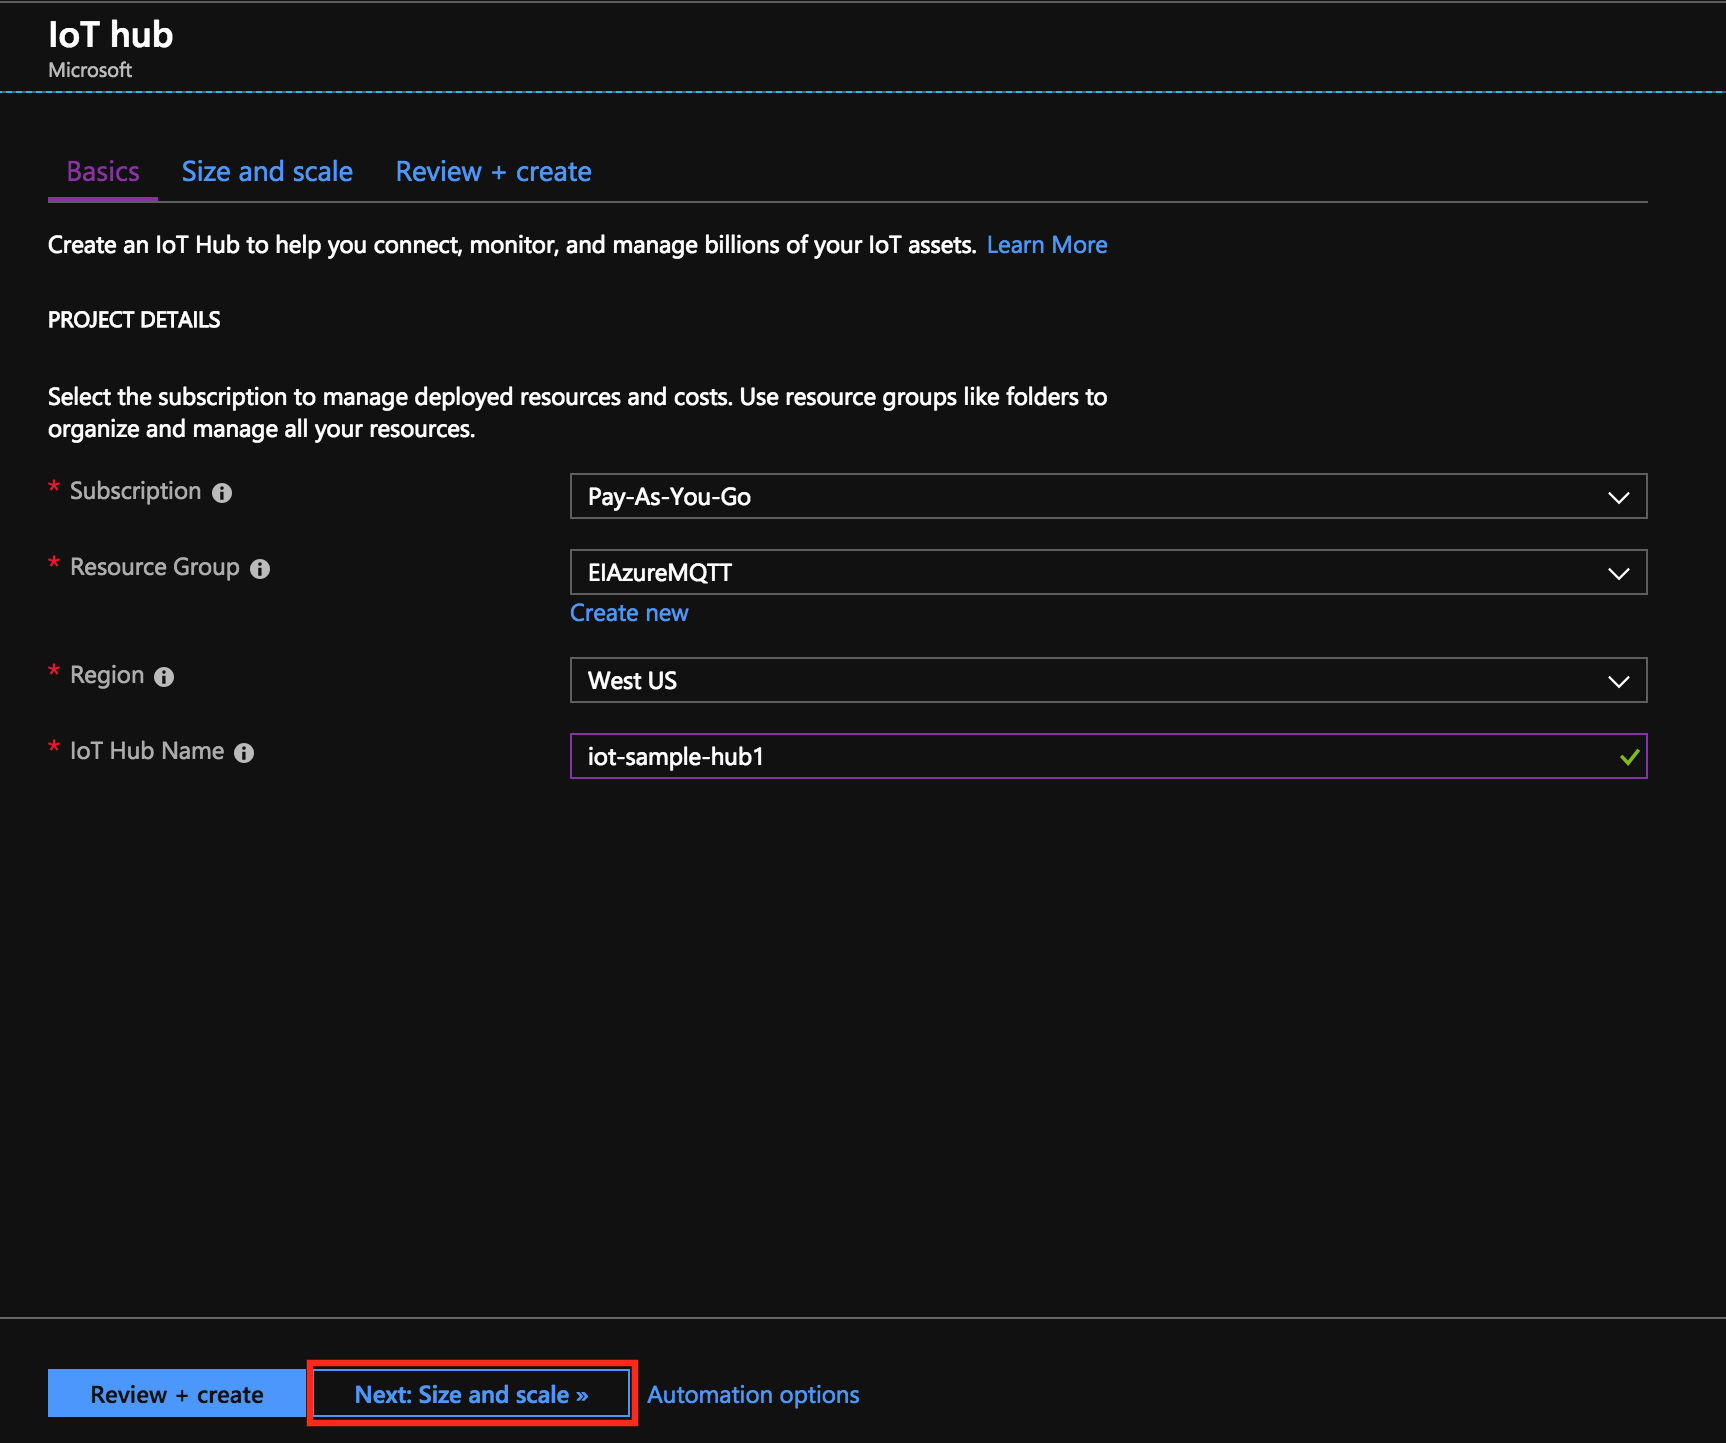 IoT hub
Microsoft
Basics Size and scale Review + create
Create an IoT Hub to help you connect, monitor, and manage billions of your IoT assets. Learn More
PROJECT DETAILS
Select the subscription to manage deployed resources and costs. Use resource groups like folders to
organize and manage all your resources.
* Subscription Pay-As-You-Go
* Resource Group EIAzureMQTT
Create new
* Region West US
* IoT Hub Name iot-sample-hub1
Review + create Next: Size and scale » Automation options